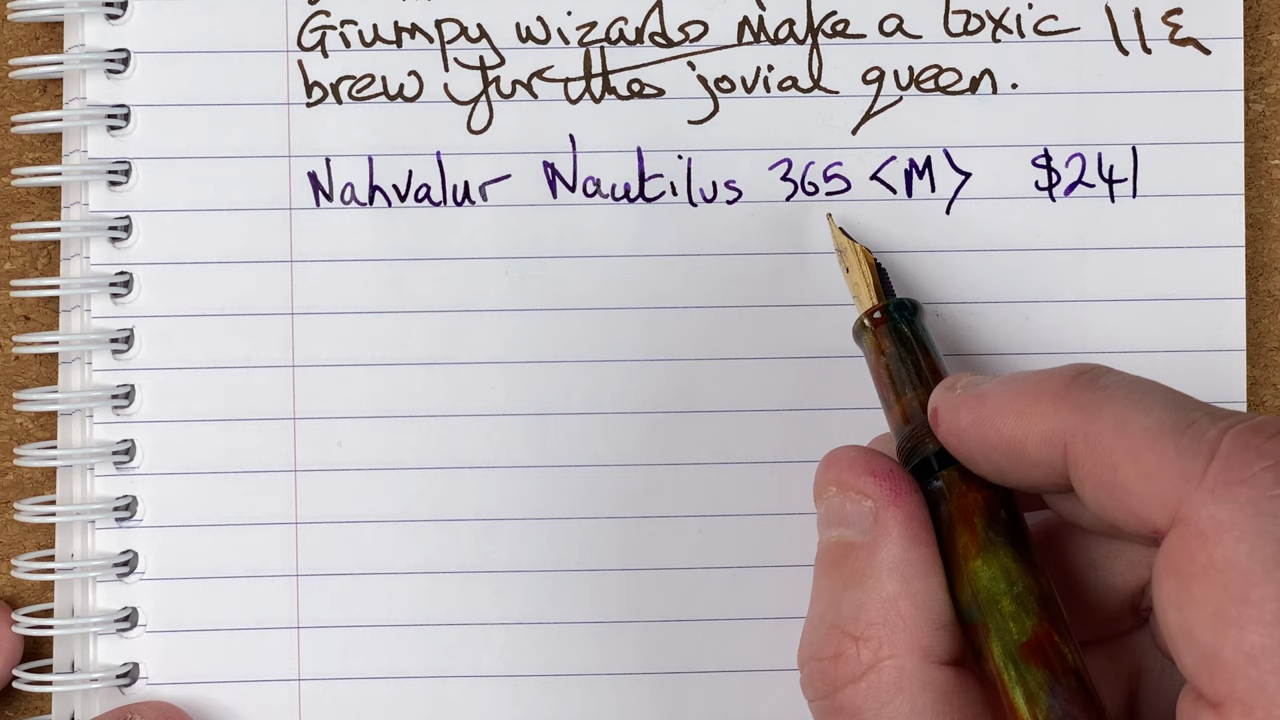 Grumpy wizards make a toxic
brew for the jovial queen.
Nahvalur Nautilus 365 <M> $241